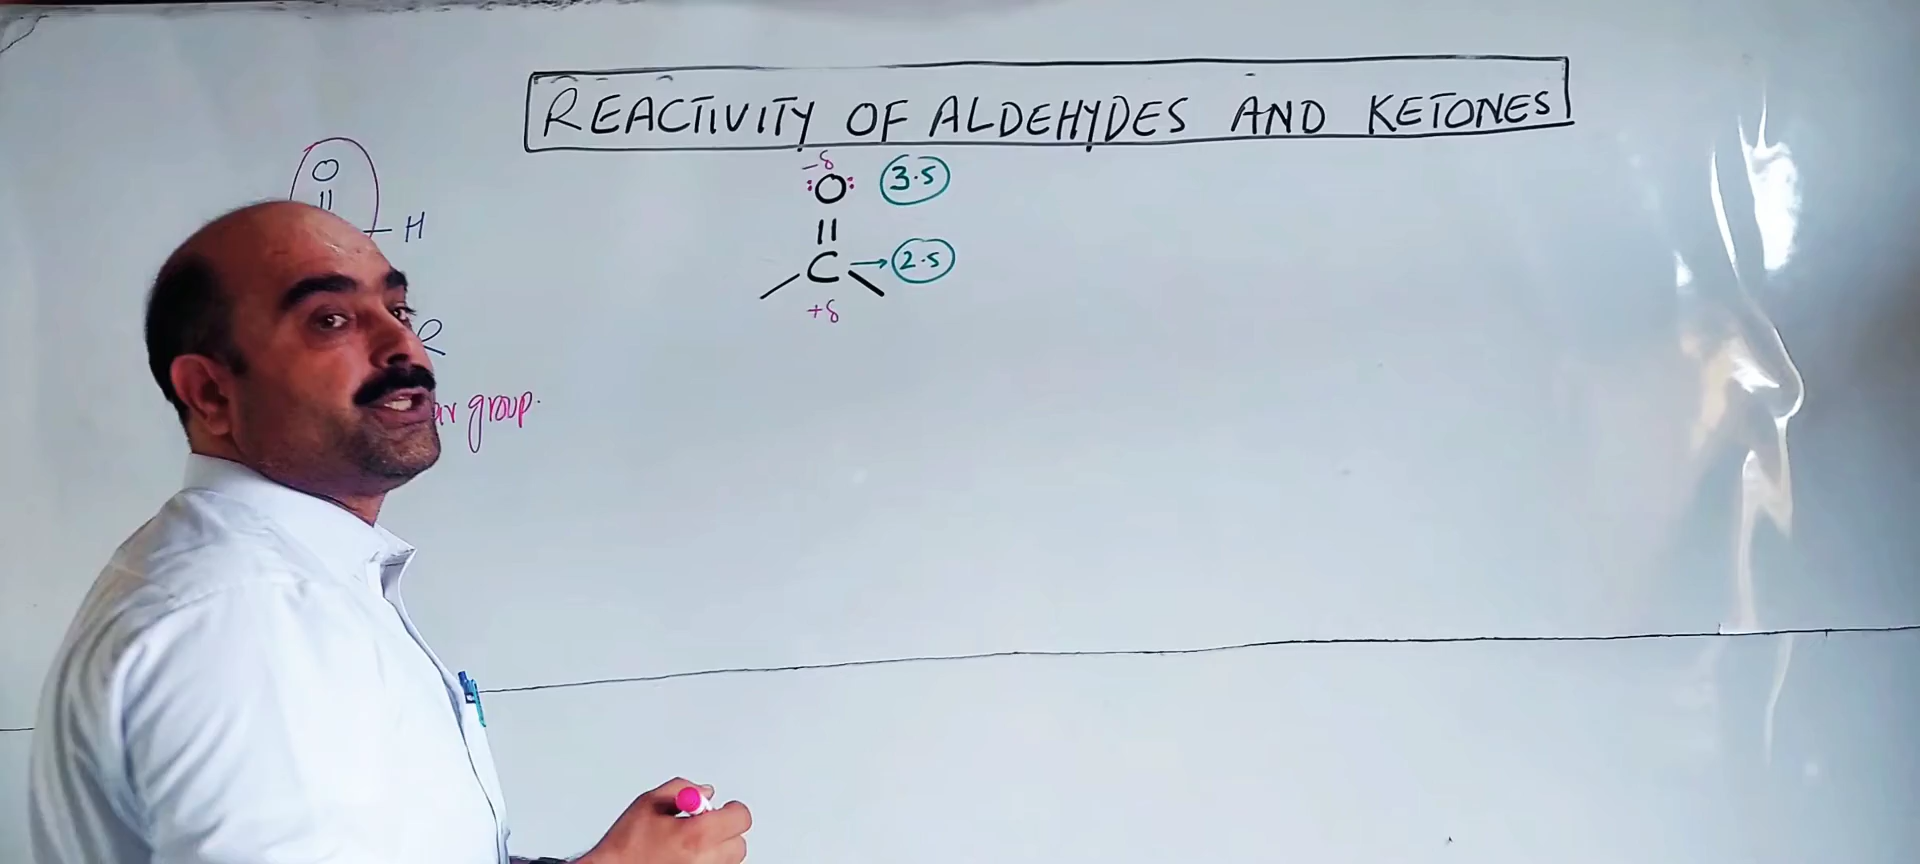 REACTIVITY OF ALDEHYDES AND KETONES
O
||
H
R
group.
-δ
:O: 3.5
||
C → 2.5
+δ